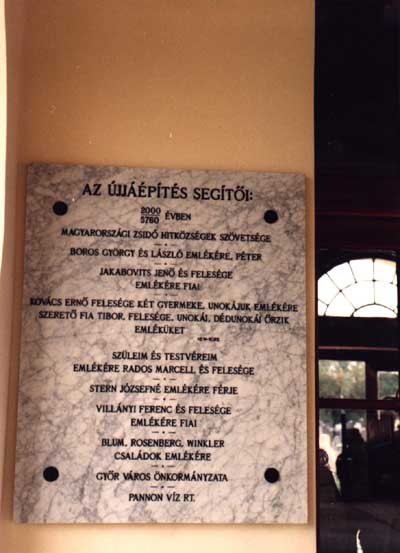 AZ ÚJJÁÉPÍTÉS SEGÍTŐI:
2000
5760 ÉVBEN
MAGYARORSZÁGI ZSIDÓ HITKÖZSÉGEK SZÖVETSÉGE
BOROS GYÖRGY ÉS LÁSZLÓ EMLÉKÉRE, PÉTER
JAKABOVITS JENŐ ÉS FELESÉGE
EMLÉKÉRE FIAI
KOVÁCS ERNŐ FELESÉGE KÉT GYERMEKE, UNOKÁJUK EMLÉKÉRE
SZERETŐ FIA TIBOR, FELESÉGE, UNOKÁI, DÉDUNOKÁI ŐRZIK
EMLÉKÜKET
SZÜLEIM ÉS TESTVÉREIM
EMLÉKÉRE RADOS MARCELL ÉS FELESÉGE
STERN JÓZSEFNÉ EMLÉKÉRE FÉRJE
VILLÁNYI FERENC ÉS FELESÉGE
EMLÉKÉRE FIAI
BLUM, ROSENBERG, WINKLER
CSALÁDOK EMLÉKÉRE
GYŐR VÁROS ÖNKORMÁNYZATA
PANNON VÍZ RT.